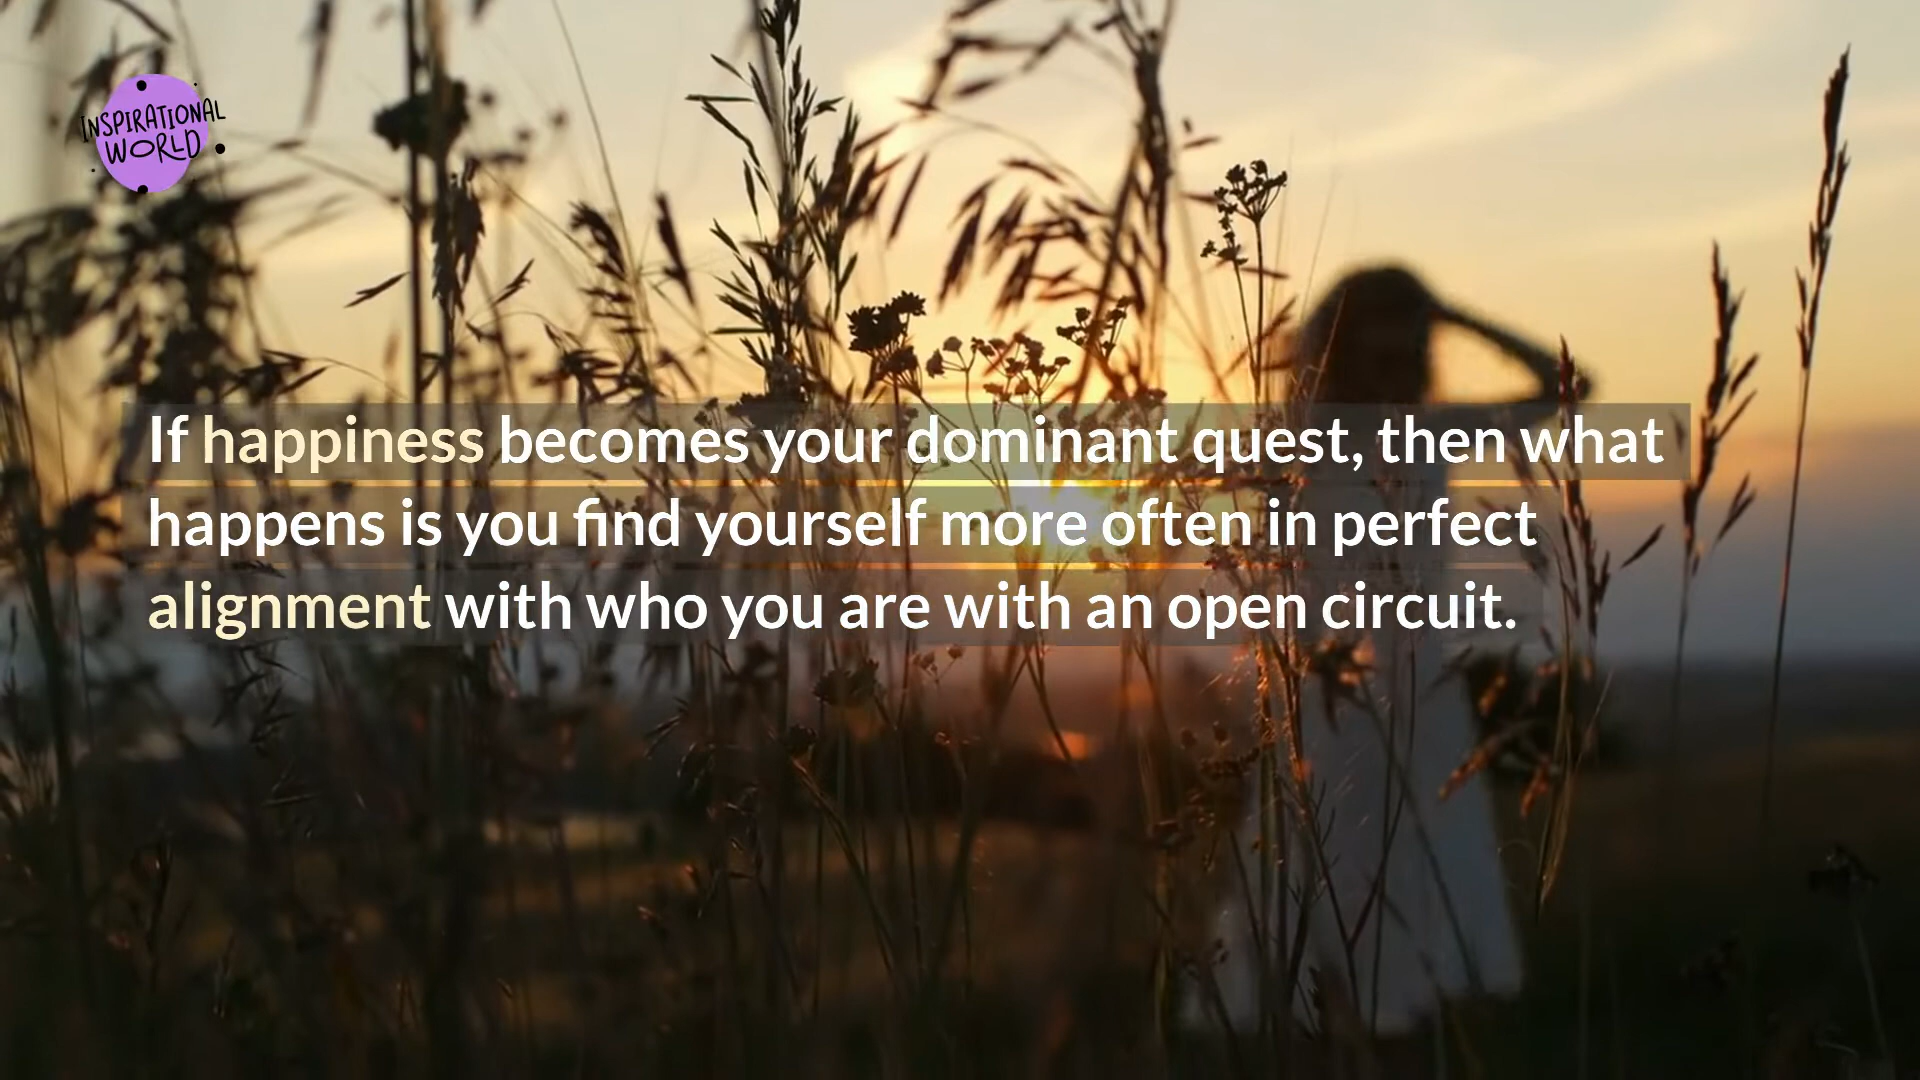 INSPIRATIONAL
WORLD
If happiness becomes your dominant quest, then what
happens is you find yourself more often in perfect
alignment with who you are with an open circuit.